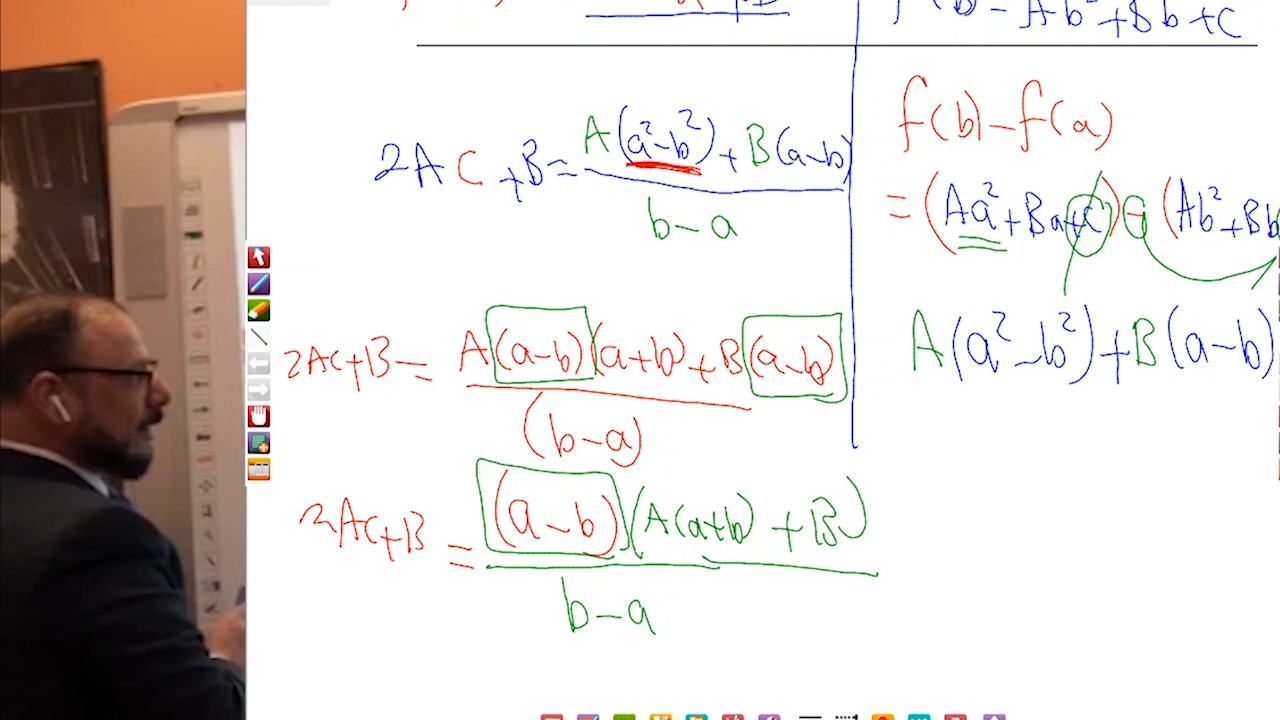 f(b) = Ab² + Bb + C
2AC + B = A(a² - b²) + B(a - b)
b - a
2AC + B = A(a - b)(a + b) + B(a - b)
(b - a)
2AC + B = (a - b)(A(a + b) + B)
b - a
f(b) - f(a)
= (Aa² + Ba + C) - (Ab² + Bb
A(a² - b²) + B(a - b)